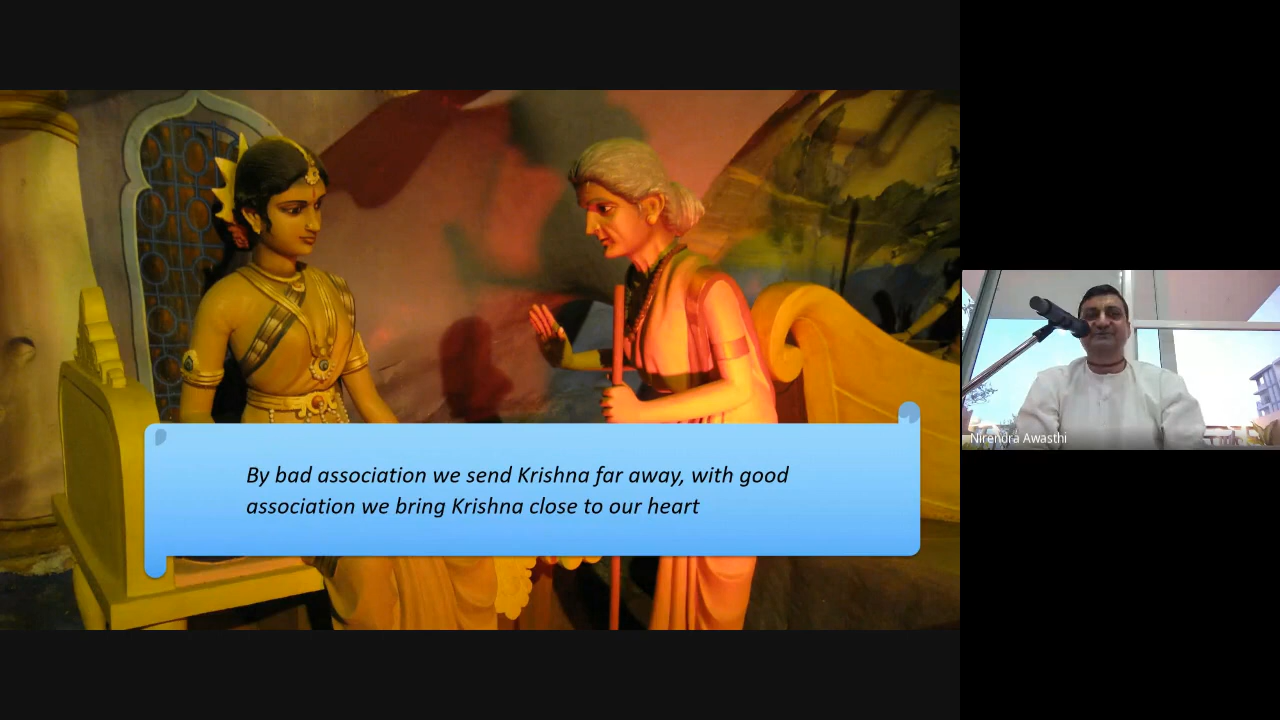 By bad association we send Krishna far away, with good
association we bring Krishna close to our heart
Nirendra Awasthi